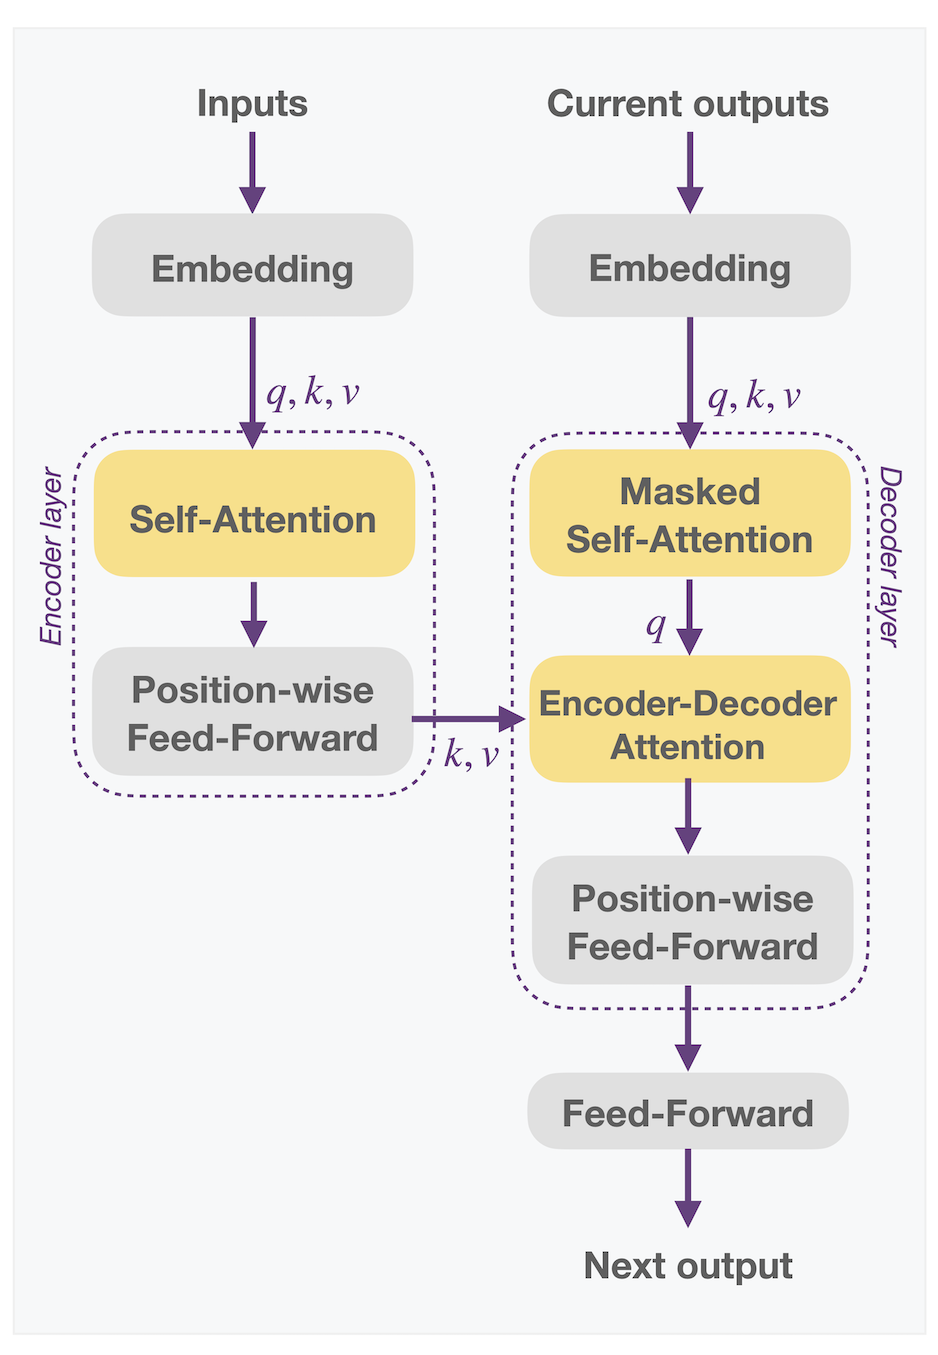 Inputs
Embedding
q, k, v
Encoder layer
Self-Attention
Position-wise
Feed-Forward
k, v
Current outputs
Embedding
q, k, v
Decoder layer
Masked
Self-Attention
q
Encoder-Decoder
Attention
Position-wise
Feed-Forward
Feed-Forward
Next output